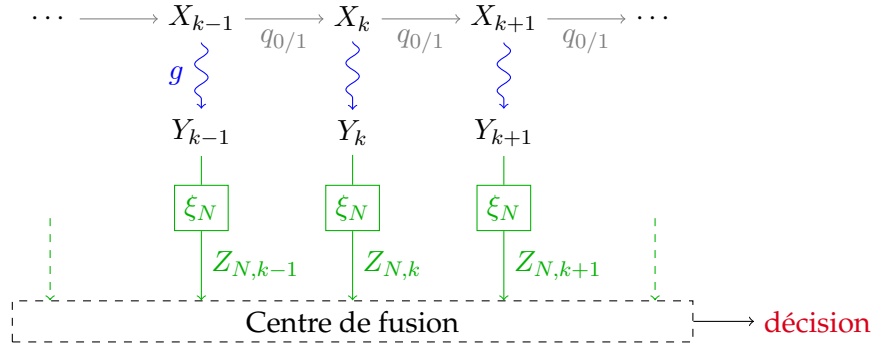 ⋯ X_{k−1} X_k X_{k+1} ⋯
q_{0/1} q_{0/1} q_{0/1}
g
Y_{k−1} Y_k Y_{k+1}
ξ_N ξ_N ξ_N
Z_{N,k−1} Z_{N,k} Z_{N,k+1}
Centre de fusion décision